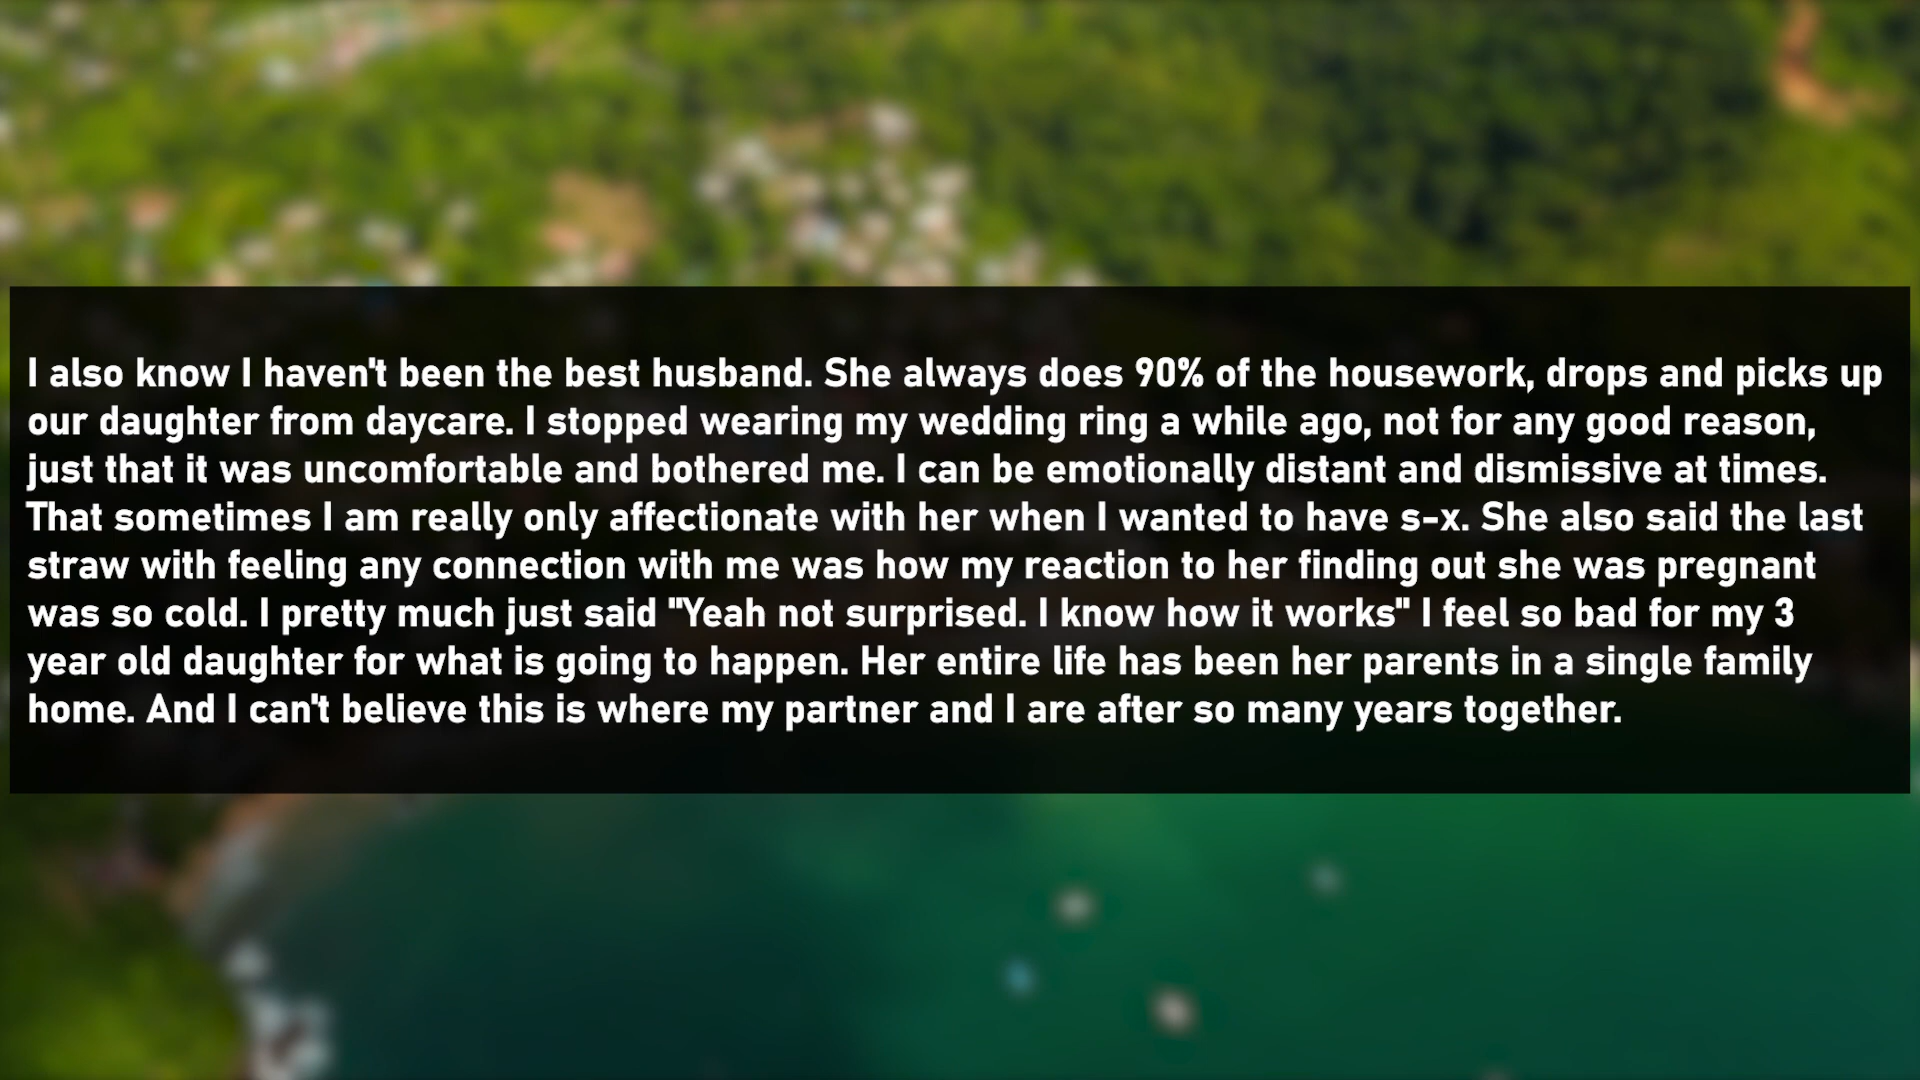 I also know I haven't been the best husband. She always does 90% of the housework, drops and picks up
our daughter from daycare. I stopped wearing my wedding ring a while ago, not for any good reason,
just that it was uncomfortable and bothered me. I can be emotionally distant and dismissive at times.
That sometimes I am really only affectionate with her when I wanted to have s-x. She also said the last
straw with feeling any connection with me was how my reaction to her finding out she was pregnant
was so cold. I pretty much just said "Yeah not surprised. I know how it works" I feel so bad for my 3
year old daughter for what is going to happen. Her entire life has been her parents in a single family
home. And I can't believe this is where my partner and I are after so many years together.